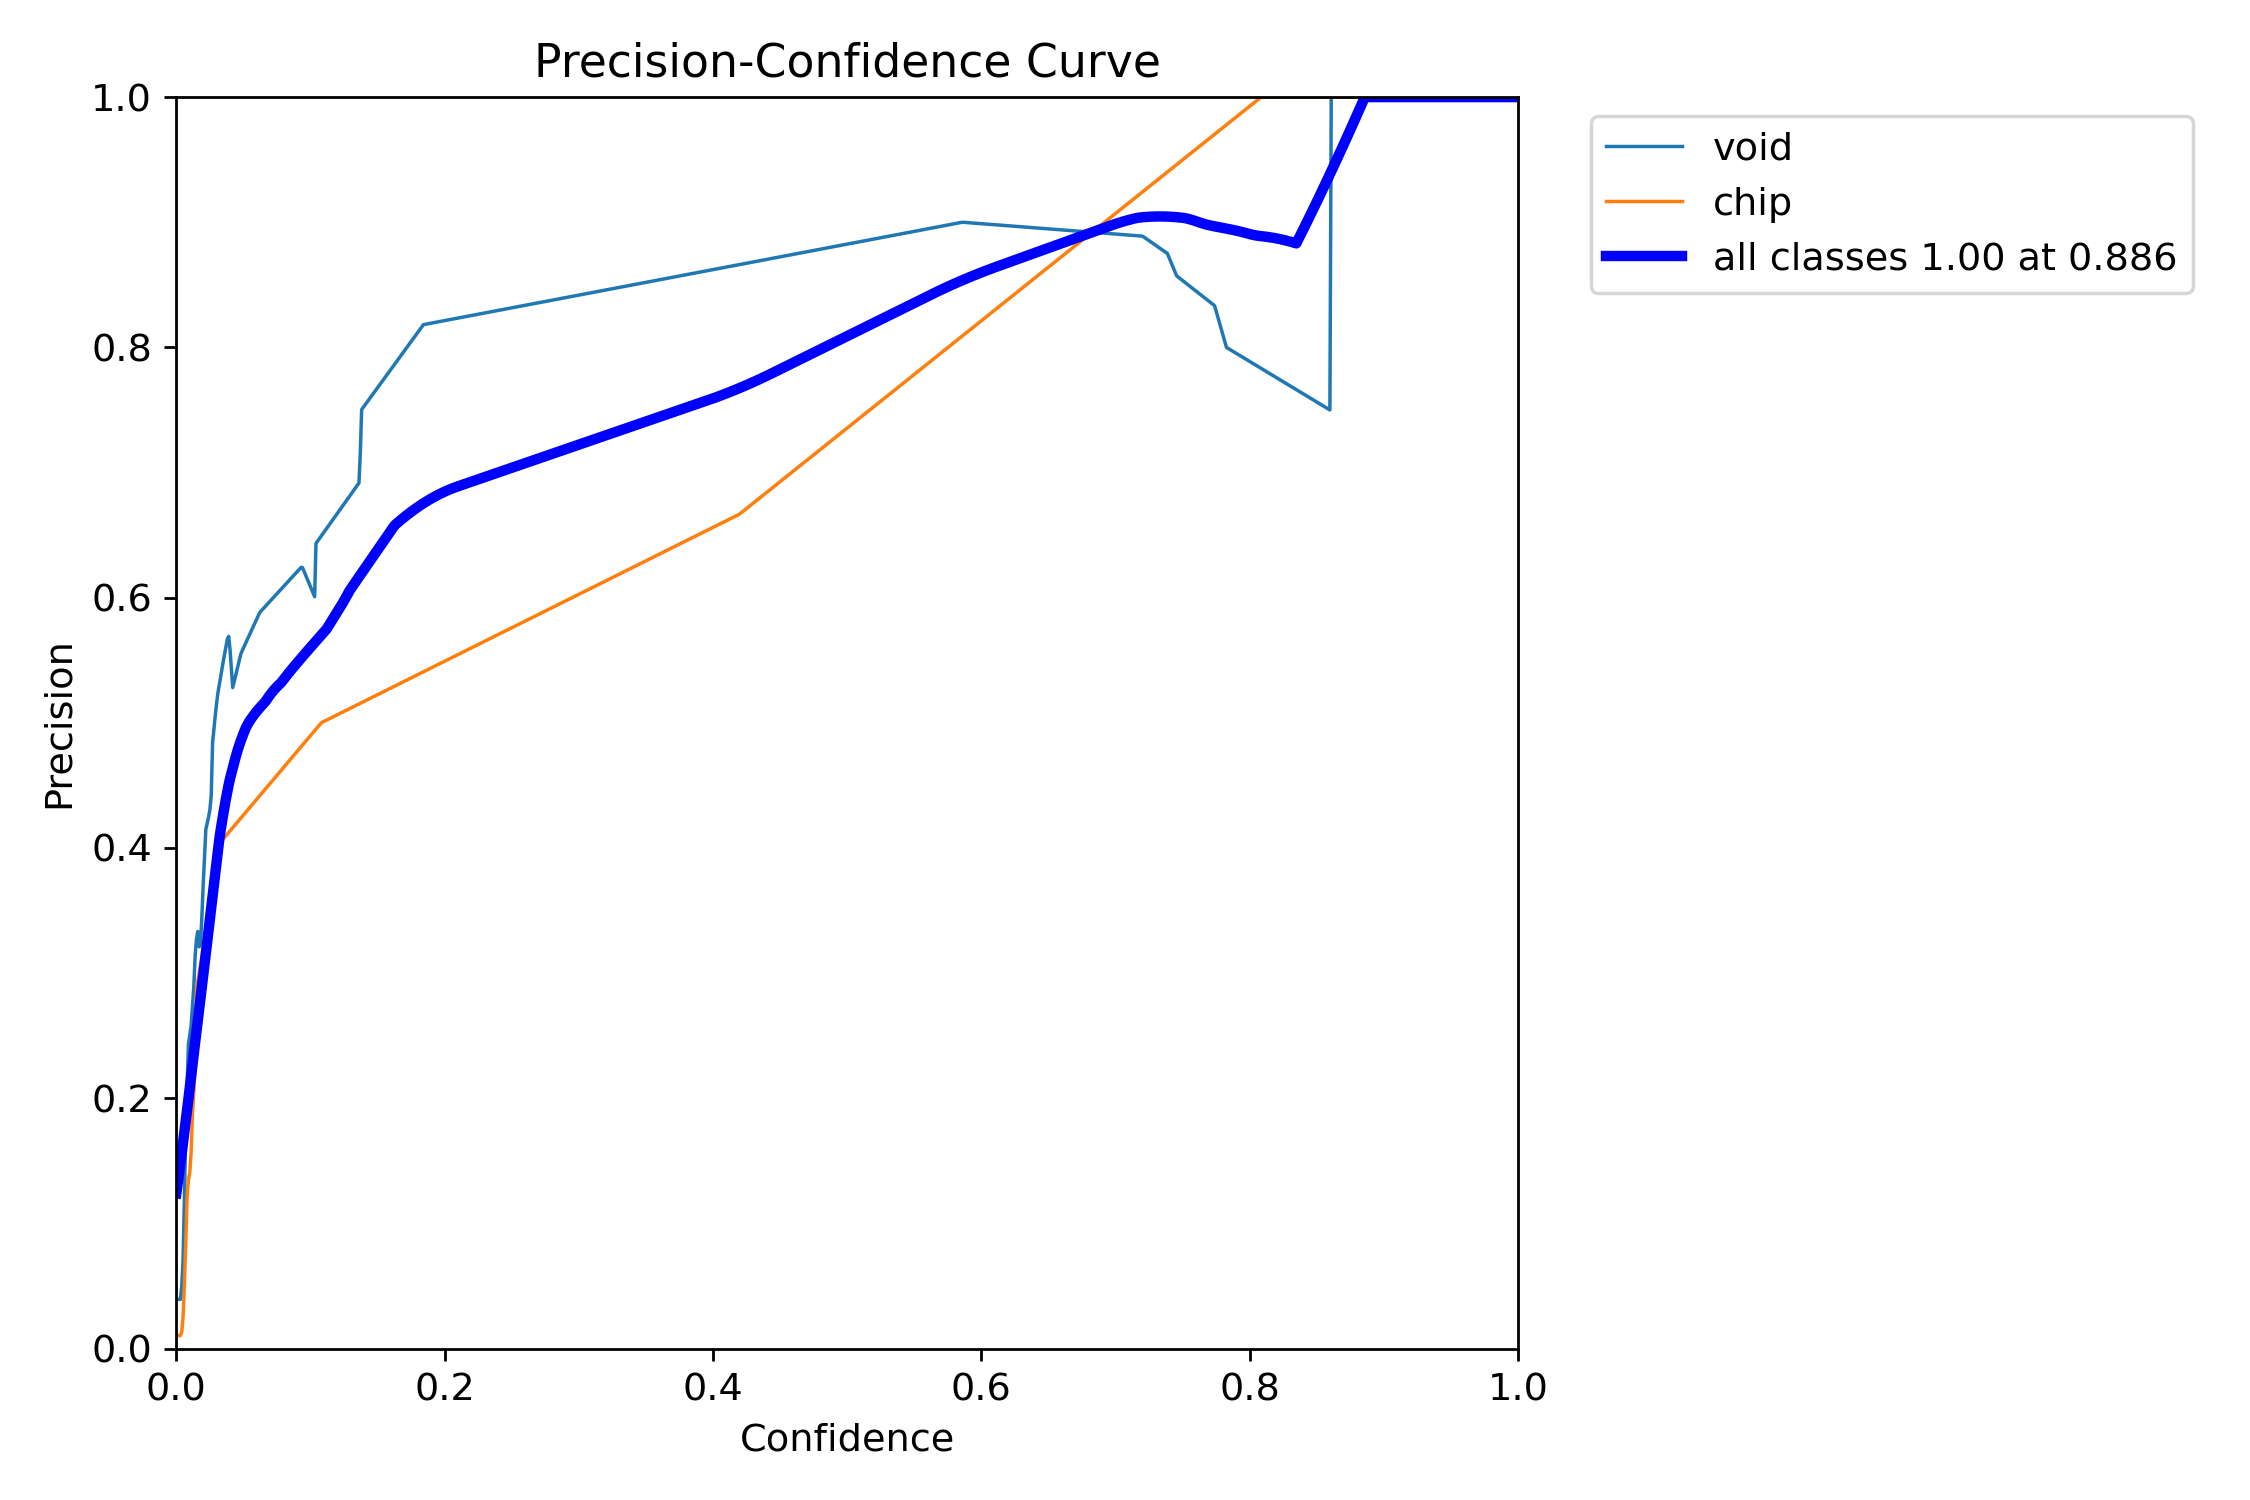 Precision-Confidence Curve
1.0
0.8
0.6
0.4
0.2
0.0
Precision
0.0 0.2 0.4 0.6 0.8 1.0
Confidence
void
chip
all classes 1.00 at 0.886